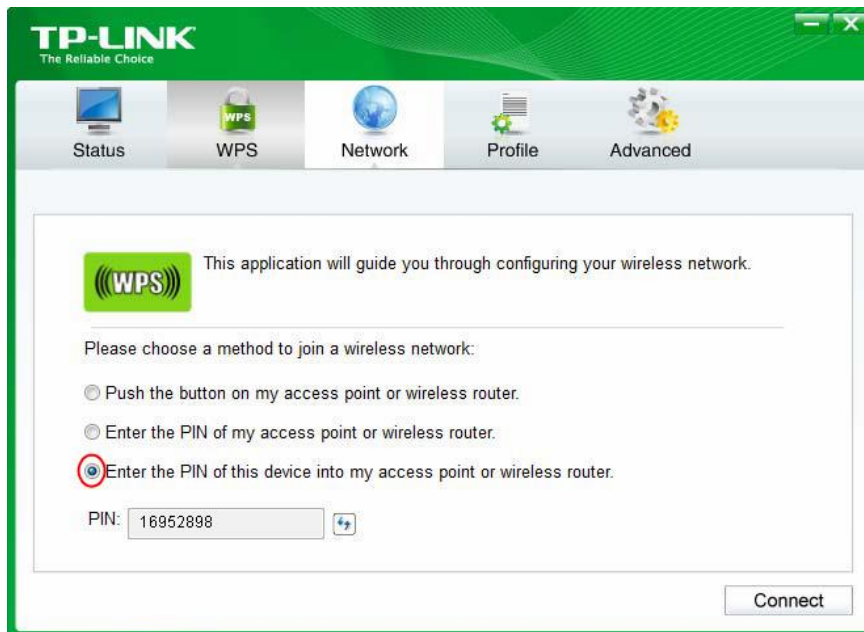 TP-LINK
The Reliable Choice
Status WPS Network Profile Advanced
WPS
(((WPS)))
This application will guide you through configuring your wireless network.
Please choose a method to join a wireless network:
Push the button on my access point or wireless router.
Enter the PIN of my access point or wireless router.
Enter the PIN of this device into my access point or wireless router.
PIN: 16952898
Connect